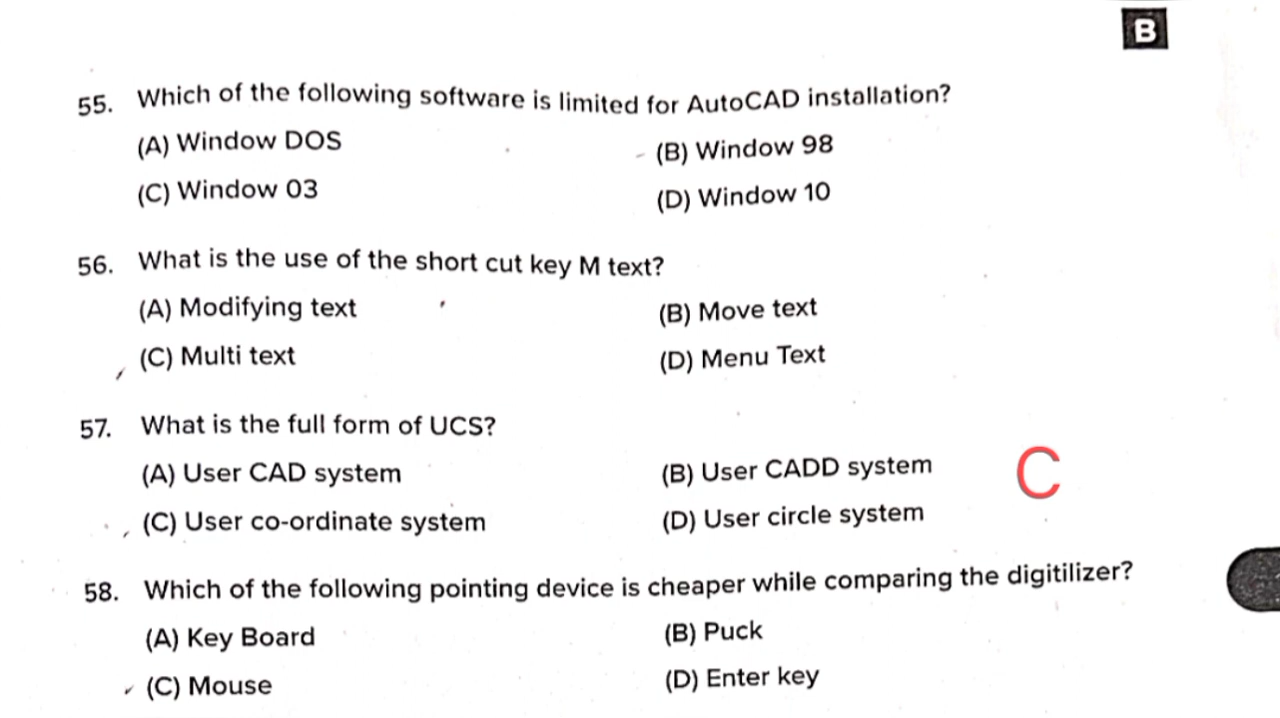 B
55. Which of the following software is limited for AutoCAD installation?
(A) Window DOS (B) Window 98
(C) Window 03 (D) Window 10
56. What is the use of the short cut key M text?
(A) Modifying text (B) Move text
(C) Multi text (D) Menu Text
57. What is the full form of UCS?
(A) User CAD system (B) User CADD system C
(C) User co-ordinate system (D) User circle system
58. Which of the following pointing device is cheaper while comparing the digitilizer?
(A) Key Board (B) Puck
(C) Mouse (D) Enter key